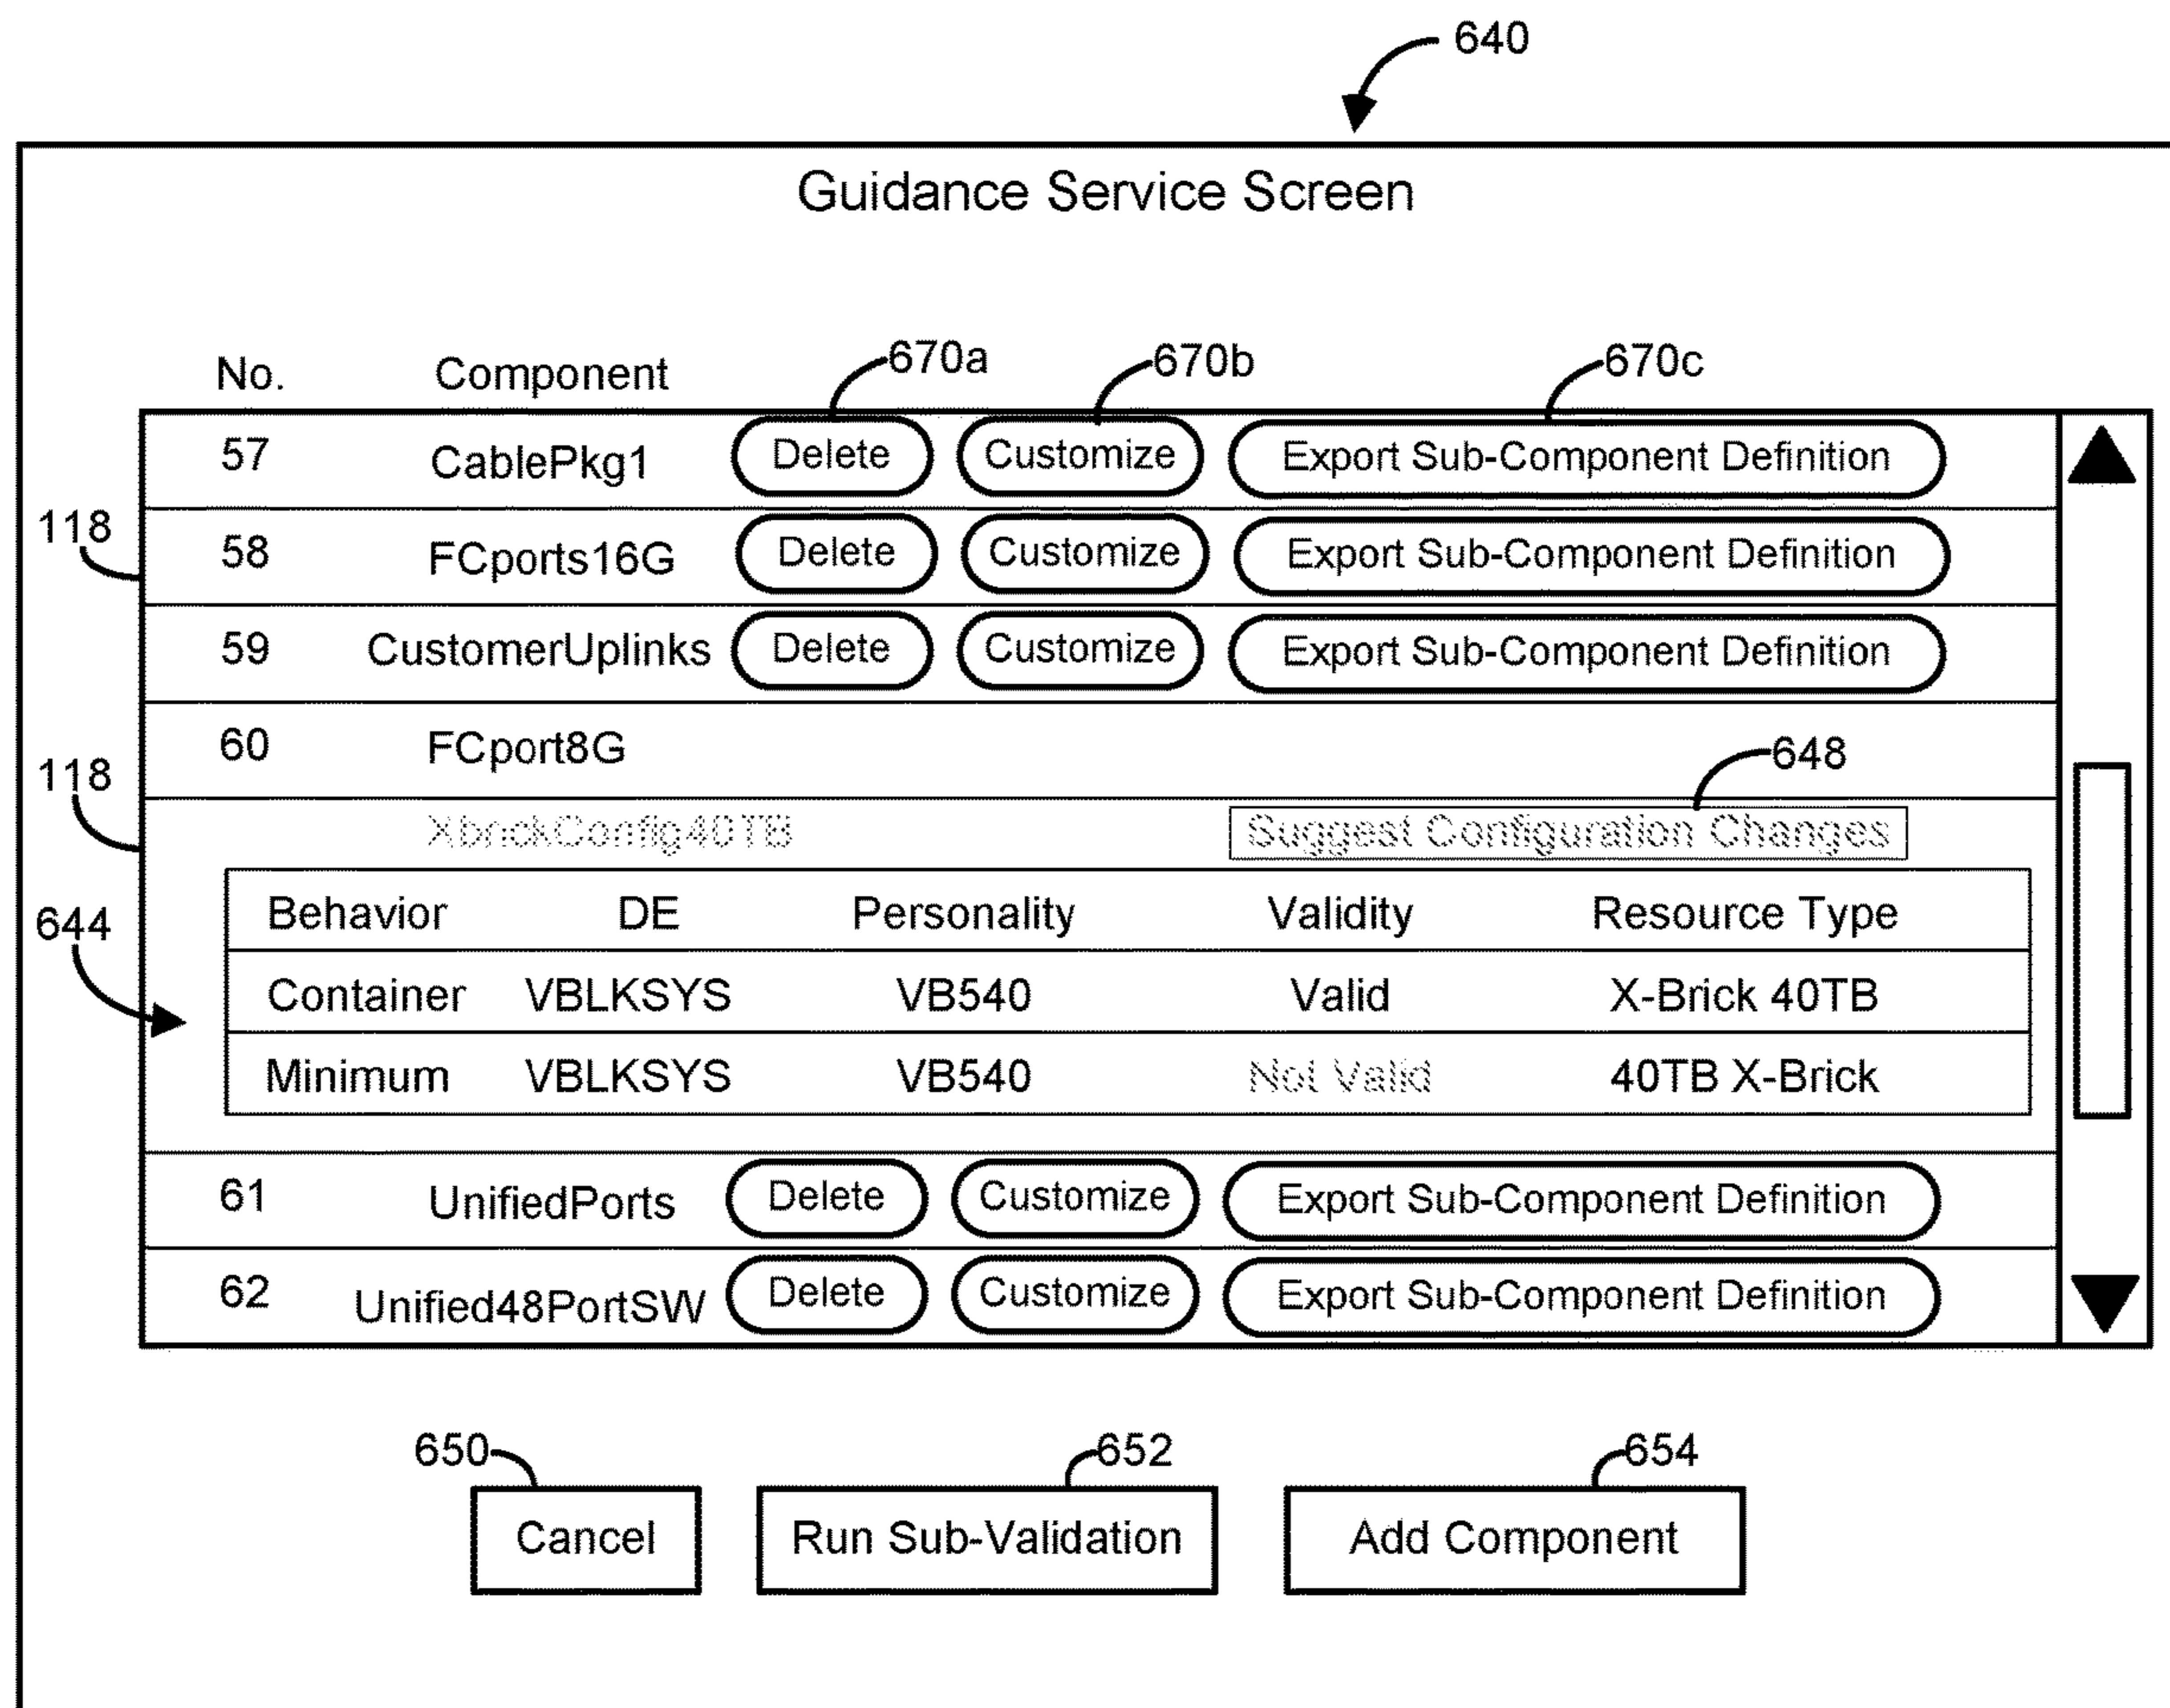 640
Guidance Service Screen
670a 670b 670c
No. Component
57 CablePkg1 Delete Customize Export Sub-Component Definition
118
58 FCports16G Delete Customize Export Sub-Component Definition
59 CustomerUplinks Delete Customize Export Sub-Component Definition
60 FCport8G
648
118
XbrickConfig40TB Suggest Configuration Changes
644
Behavior DE Personality Validity Resource Type
Container VBLKSYS VB540 Valid X-Brick 40TB
Minimum VBLKSYS VB540 Not Valid 40TB X-Brick
61 UnifiedPorts Delete Customize Export Sub-Component Definition
62 Unified48PortSW Delete Customize Export Sub-Component Definition
650 652 654
Cancel Run Sub-Validation Add Component